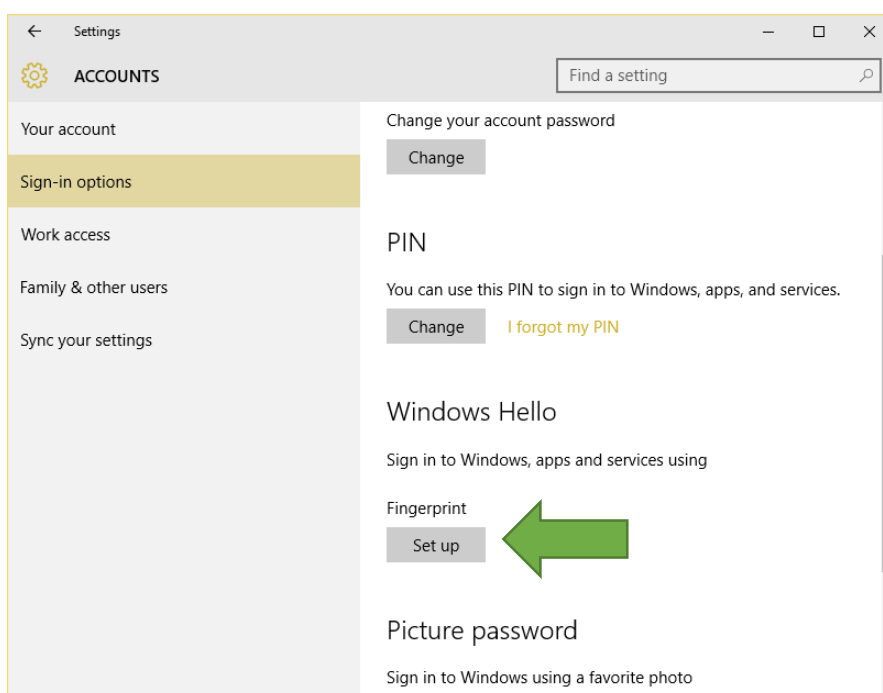 Settings
ACCOUNTS
Find a setting
Your account
Sign-in options
Work access
Family & other users
Sync your settings
Change your account password
Change
PIN
You can use this PIN to sign in to Windows, apps, and services.
Change I forgot my PIN
Windows Hello
Sign in to Windows, apps and services using
Fingerprint
Set up
Picture password
Sign in to Windows using a favorite photo